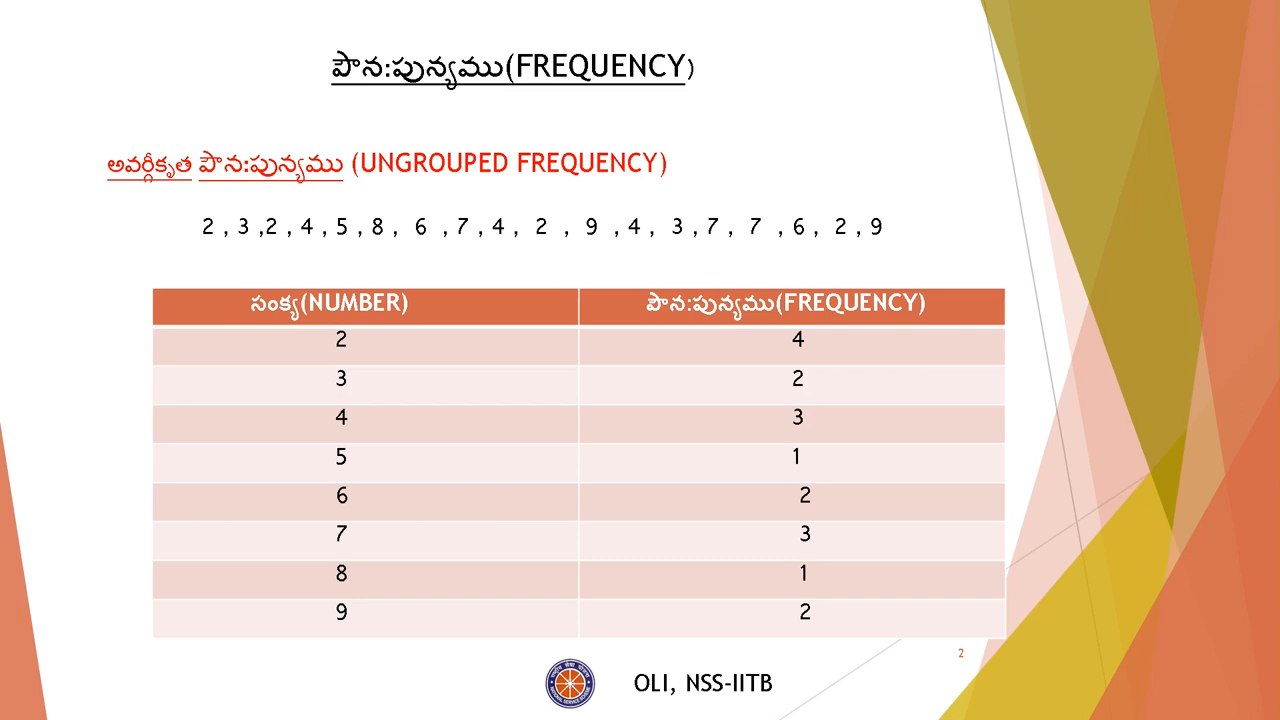 పౌన:పున్యము(FREQUENCY)
అవర్గీకృత పౌన:పున్యము (UNGROUPED FREQUENCY)
2 , 3 ,2 , 4 , 5 , 8 , 6 , 7 , 4 , 2 , 9 , 4 , 3 , 7 , 7 , 6 , 2 , 9
సంక్య(NUMBER) పౌన:పున్యము(FREQUENCY)
2 4
3 2
4 3
5 1
6 2
7 3
8 1
9 2
2
OLI, NSS-IITB